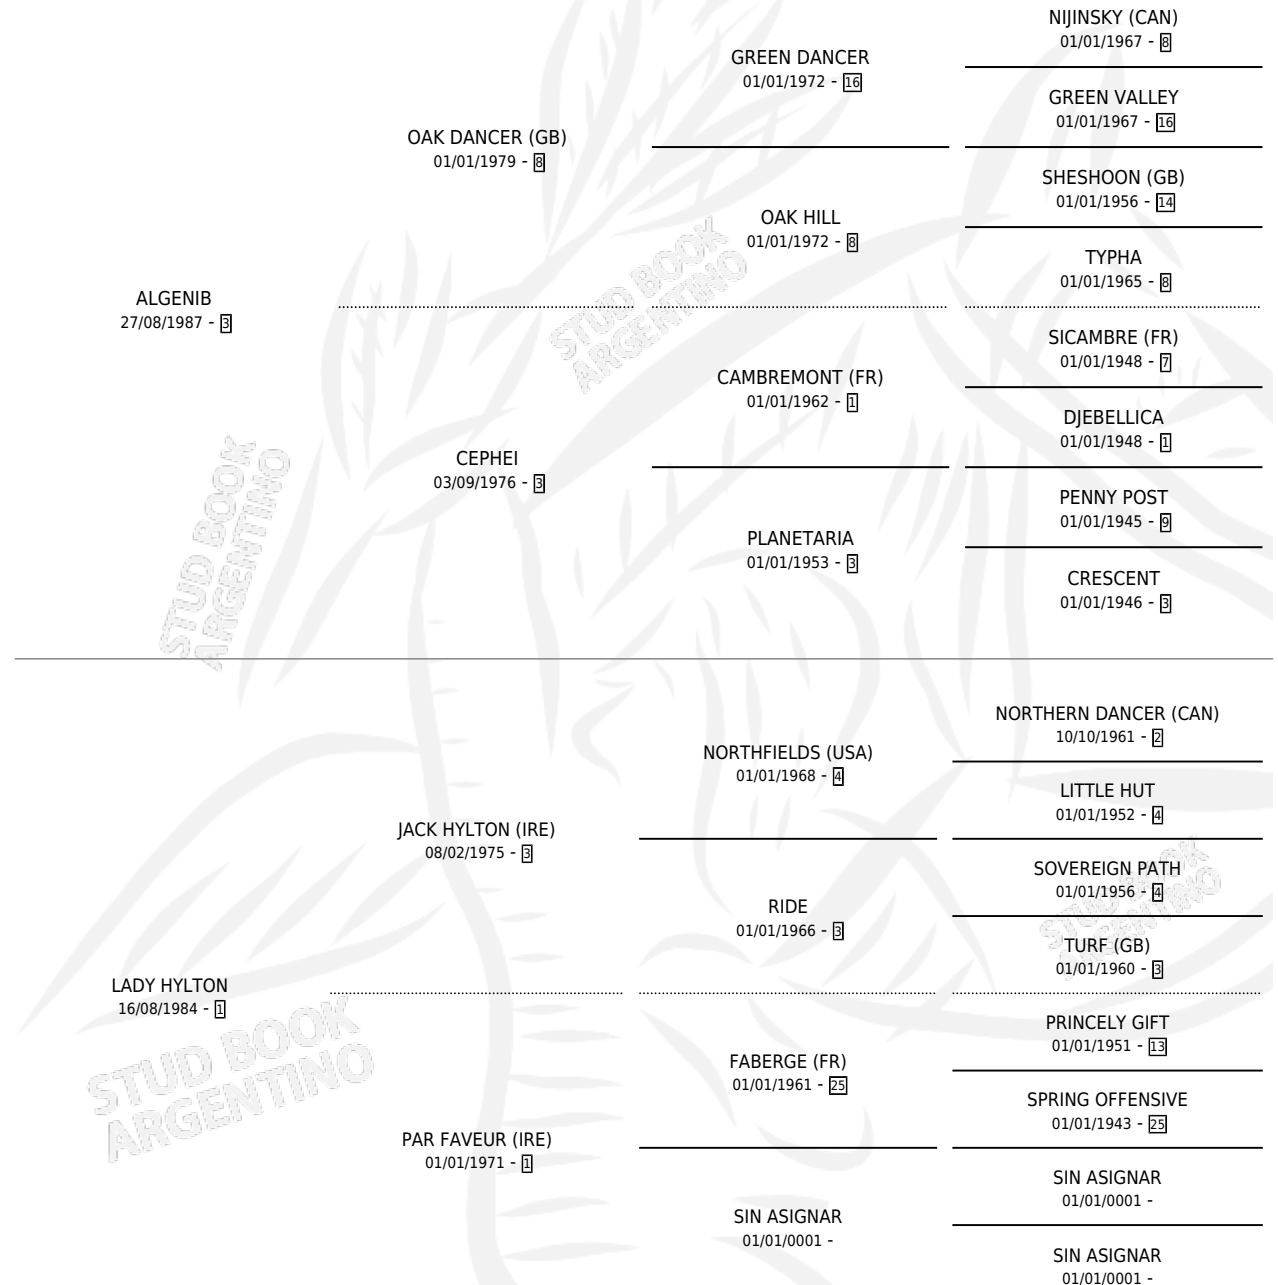 NIJINSKY (CAN)
01/01/1967 - 8
GREEN DANCER
01/01/1972 - 16
GREEN VALLEY
01/01/1967 - 16
OAK DANCER (GB)
01/01/1979 - 8
SHESHOON (GB)
01/01/1956 - 14
OAK HILL
01/01/1972 - 8
TYPHA
01/01/1965 - 8
ALGENIB
27/08/1987 - 3
SICAMBRE (FR)
01/01/1948 - 7
CAMBREMONT (FR)
01/01/1962 - 1
DJEBELLICA
01/01/1948 - 1
CEPHEI
03/09/1976 - 3
PENNY POST
01/01/1945 - 9
PLANETARIA
01/01/1953 - 3
CRESCENT
01/01/1946 - 3
STUD BOOK
ARGENTINO
STUD BOOK
ARGENTINO
NORTHERN DANCER (CAN)
10/10/1961 - 2
NORTHFIELDS (USA)
01/01/1968 - 4
LITTLE HUT
01/01/1952 - 4
JACK HYLTON (IRE)
08/02/1975 - 3
SOVEREIGN PATH
01/01/1956 - 4
RIDE
01/01/1966 - 3
TURF (GB)
01/01/1960 - 3
LADY HYLTON
16/08/1984 - 1
PRINCELY GIFT
01/01/1951 - 13
FABERGE (FR)
01/01/1961 - 25
SPRING OFFENSIVE
01/01/1943 - 25
PAR FAVEUR (IRE)
01/01/1971 - 1
SIN ASIGNAR
01/01/0001 -
SIN ASIGNAR
01/01/0001 -
SIN ASIGNAR
01/01/0001 -
STUD BOOK
ARGENTINO
STUD BOOK
ARGENTINO